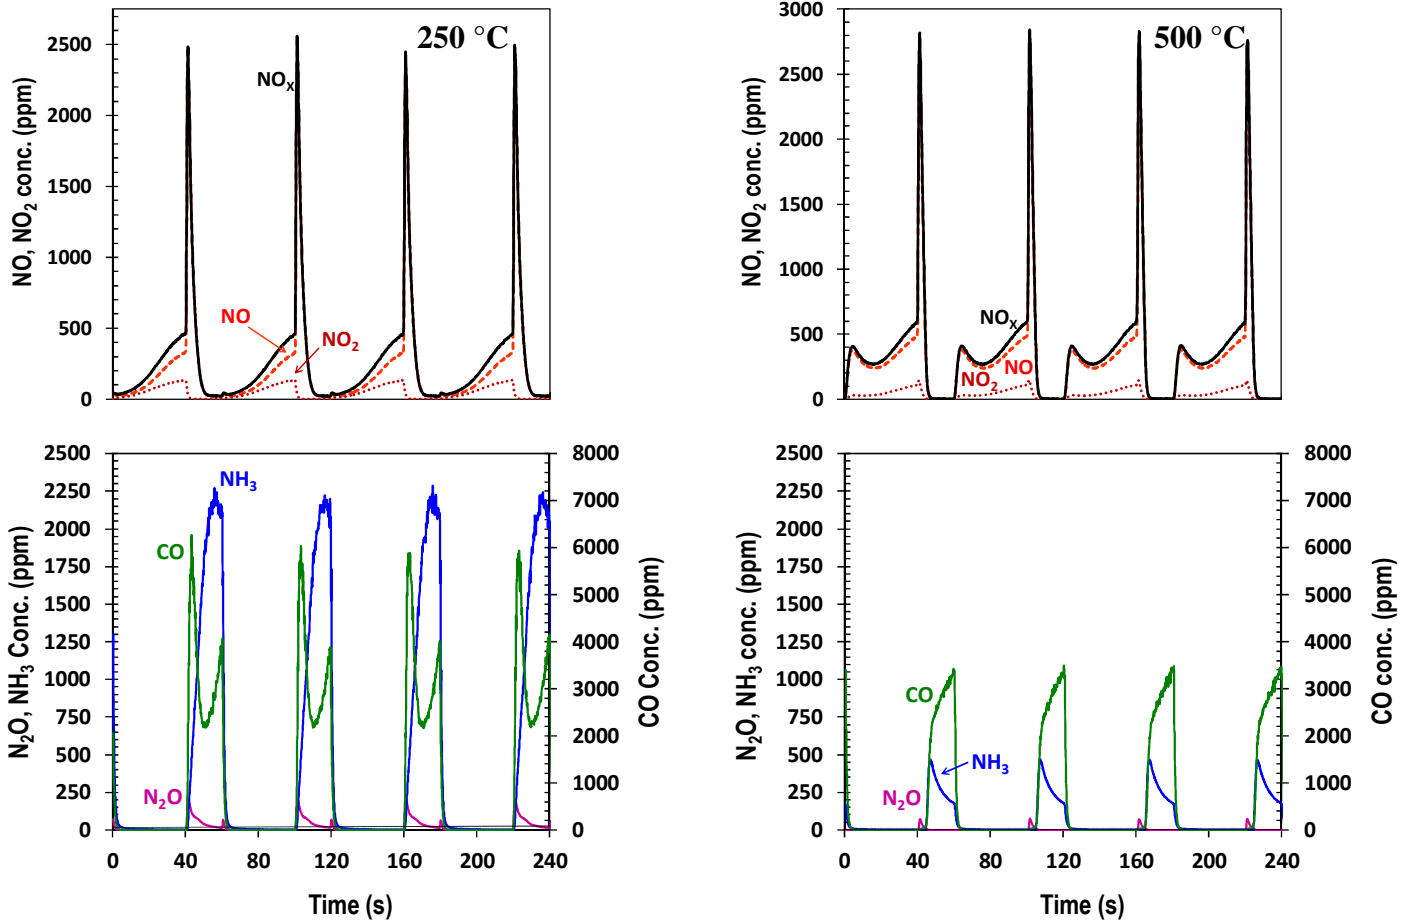 250 °C
NO, NO2 conc. (ppm)
2500
2000
1500
1000
500
0
NOX
NO
NO2
500 °C
NO, NO2 conc. (ppm)
3000
2500
2000
1500
1000
500
0
NOX
NO2
NO
N2O, NH3 Conc. (ppm)
2500
2250
2000
1750
1500
1250
1000
750
500
250
0
NH3
CO
N2O
8000
7000
6000
5000
4000
3000
2000
1000
0
CO Conc. (ppm)
0 40 80 120 160 200 240
Time (s)
N2O, NH3 Conc. (ppm)
2500
2250
2000
1750
1500
1250
1000
750
500
250
0
CO
NH3
N2O
8000
7000
6000
5000
4000
3000
2000
1000
0
CO conc. (ppm)
0 40 80 120 160 200 240
Time (s)